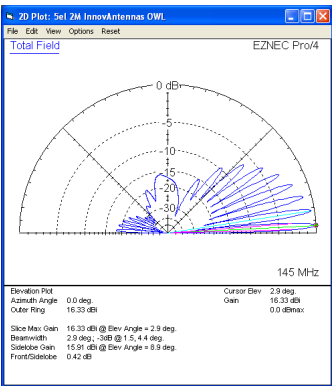 2D Plot: 5el 2M InnovAntennas OWL
File Edit View Options Reset
Total Field
EZNEC Pro/4
0 dB
-5
-10
-15
-20
-30
145 MHz
Elevation Plot
Cursor Elev 2.9 deg.
Azimuth Angle 0.0 deg.
Gain 16.33 dBi
Outer Ring 16.33 dBi
0.0 dBmax
Slice Max Gain 16.33 dBi @ Elev Angle = 2.9 deg.
Beamwidth 2.9 deg.; -3dB @ 1.5, 4.4 deg.
Sidelobe Gain 15.91 dBi @ Elev Angle = 8.9 deg.
Front/Sidelobe 0.42 dB